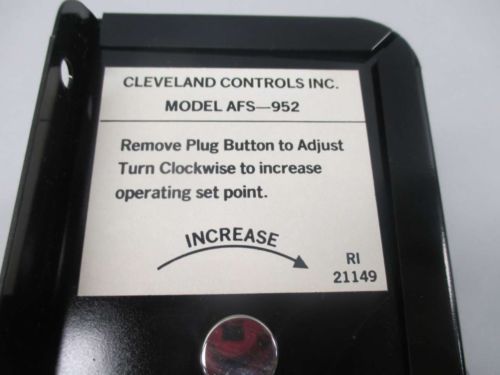 CLEVELAND CONTROLS INC.
MODEL AFS—952
Remove Plug Button to Adjust
Turn Clockwise to increase
operating set point.
INCREASE
RI
21149